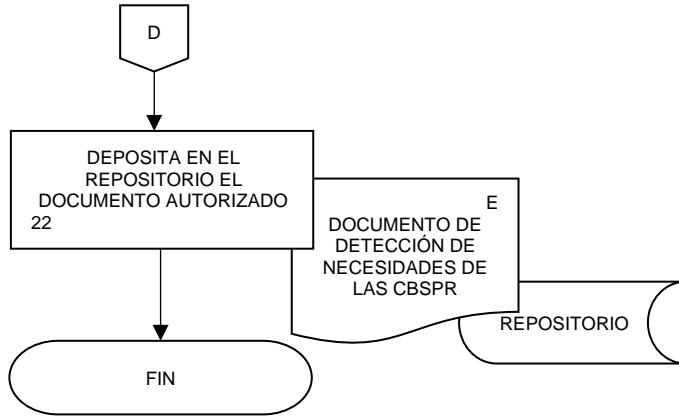 D
DEPOSITA EN EL
REPOSITORIO EL
DOCUMENTO AUTORIZADO
22
E
DOCUMENTO DE
DETECCIÓN DE
NECESIDADES DE
LAS CBSPR
REPOSITORIO
FIN